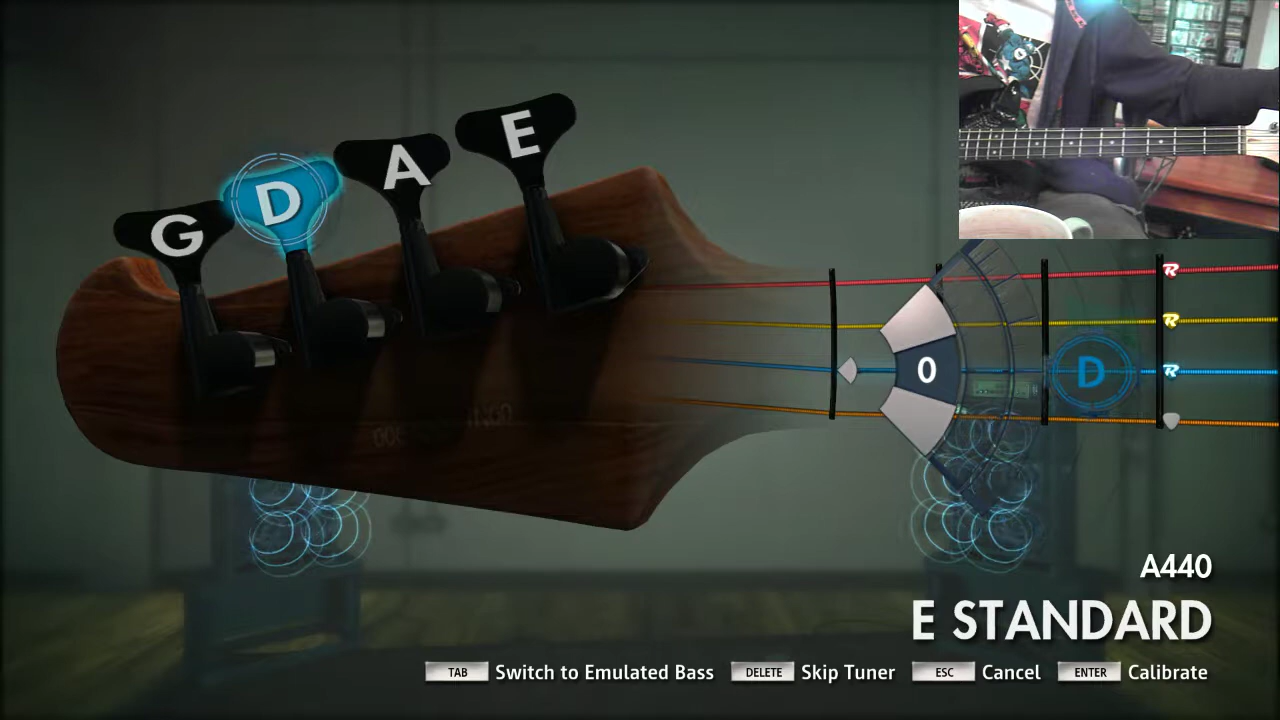 E
A
D
G
0
D
A440
E STANDARD
TAB Switch to Emulated Bass DELETE Skip Tuner ESC Cancel ENTER Calibrate